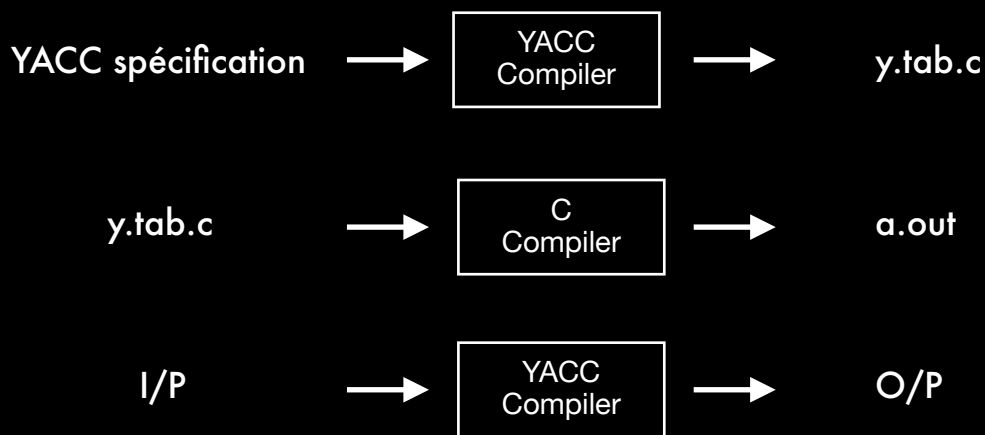 YACC spécification
YACC
Compiler
y.tab.c
y.tab.c
C
Compiler
a.out
I/P
YACC
Compiler
O/P